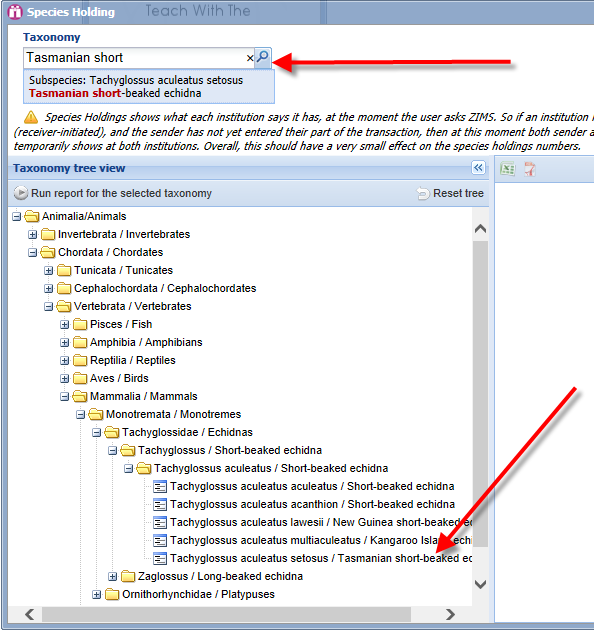 Species Holding
Teach With The
Taxonomy
Tasmanian short
Subspecies: Tachyglossus aculeatus setosus
Tasmanian short-beaked echidna
Species Holdings shows what each institution says it has, at the moment the user asks ZIMS. So if an institution
(receiver-initiated), and the sender has not yet entered their part of the transaction, then at this moment both sender a
temporarily shows at both institutions. Overall, this should have a very small effect on the species holdings numbers.
Taxonomy tree view
Run report for the selected taxonomy
Reset tree
Animalia/Animals
Invertebrata / Invertebrates
Chordata / Chordates
Tunicata / Tunicates
Cephalochordata / Cephalochordates
Vertebrata / Vertebrates
Pisces / Fish
Amphibia / Amphibians
Reptilia / Reptiles
Aves / Birds
Mammalia / Mammals
Monotremata / Monotremes
Tachyglossidae / Echidnas
Tachyglossus / Short-beaked echidna
Tachyglossus aculeatus / Short-beaked echidna
Tachyglossus aculeatus aculeatus / Short-beaked echidna
Tachyglossus aculeatus acanthion / Short-beaked echidna
Tachyglossus aculeatus lawesii / New Guinea short-beaked ec
Tachyglossus aculeatus multiaculeatus / Kangaroo Island echi
Tachyglossus aculeatus setosus / Tasmanian short-beaked ec
Zaglossus / Long-beaked echidna
Ornithorhynchidae / Platypuses